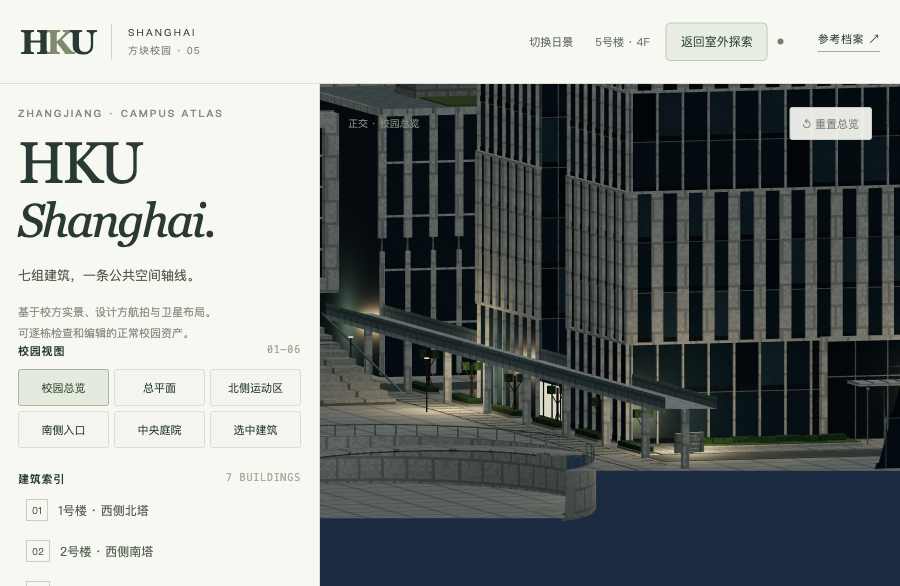 HKU
SHANGHAI
方块校园 · 05
切换日景
5号楼 · 4F
返回室外探索
参考档案 ↗
ZHANGJIANG · CAMPUS ATLAS
HKU
Shanghai.
七组建筑，一条公共空间轴线。
基于校方实景、设计方航拍与卫星布局。
可逐栋检查和编辑的正常校园资产。
校园视图
01—06
校园总览
总平面
北侧运动区
南侧入口
中央庭院
选中建筑
建筑索引
7 BUILDINGS
01
1号楼 · 西侧北塔
02
2号楼 · 西侧南塔
正交 · 校园总览
↺ 重置总览